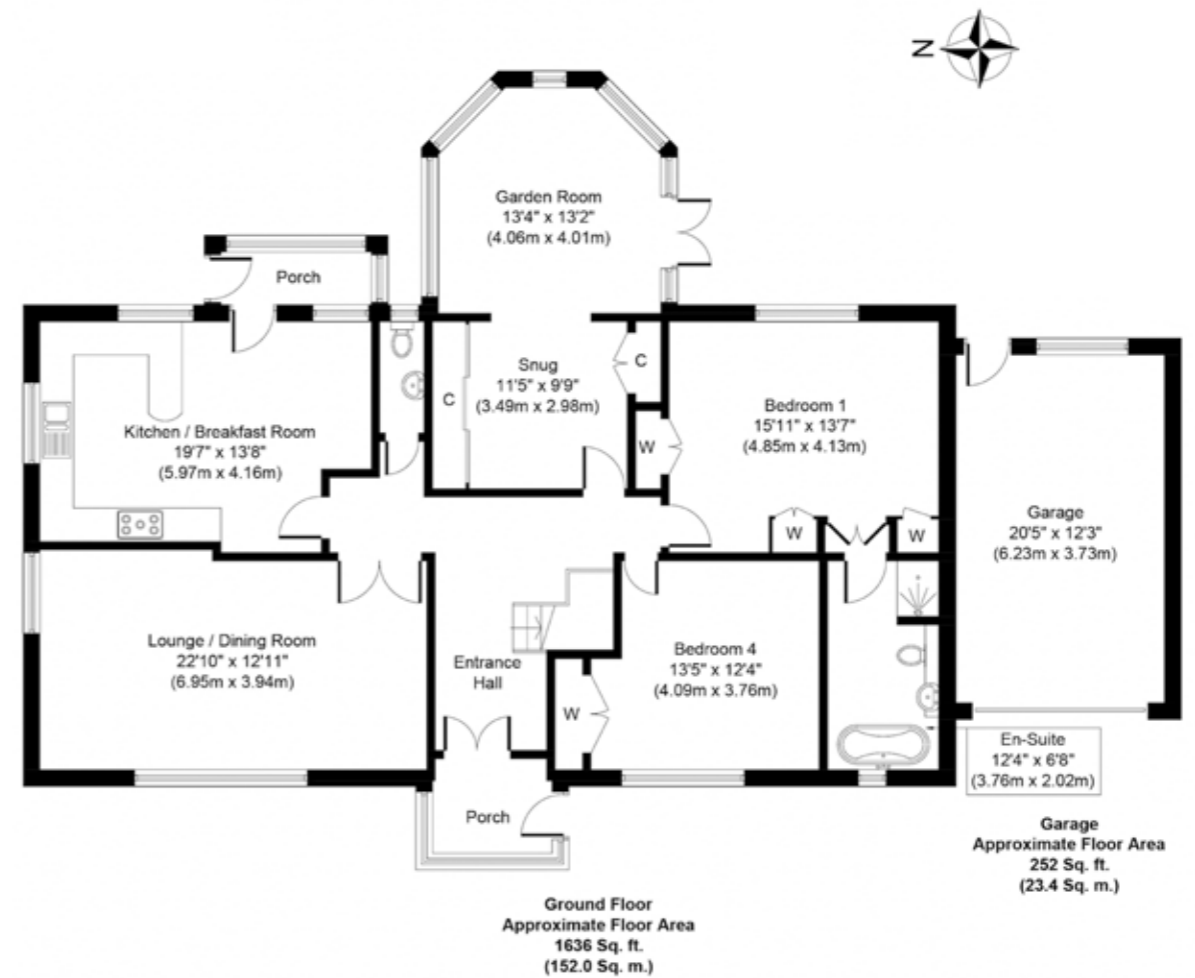 N
Garden Room
13'4" x 13'2"
(4.06m x 4.01m)
Porch
Snug
11'5" x 9'9"
(3.49m x 2.98m)
C
C
Kitchen / Breakfast Room
19'7" x 13'8"
(5.97m x 4.16m)
W
Bedroom 1
15'11" x 13'7"
(4.85m x 4.13m)
W
W
Garage
20'5" x 12'3"
(6.23m x 3.73m)
Lounge / Dining Room
22'10" x 12'11"
(6.95m x 3.94m)
Entrance
Hall
W
Bedroom 4
13'5" x 12'4"
(4.09m x 3.76m)
En-Suite
12'4" x 6'8"
(3.76m x 2.02m)
Porch
Garage
Approximate Floor Area
252 Sq. ft.
(23.4 Sq. m.)
Ground Floor
Approximate Floor Area
1636 Sq. ft.
(152.0 Sq. m.)